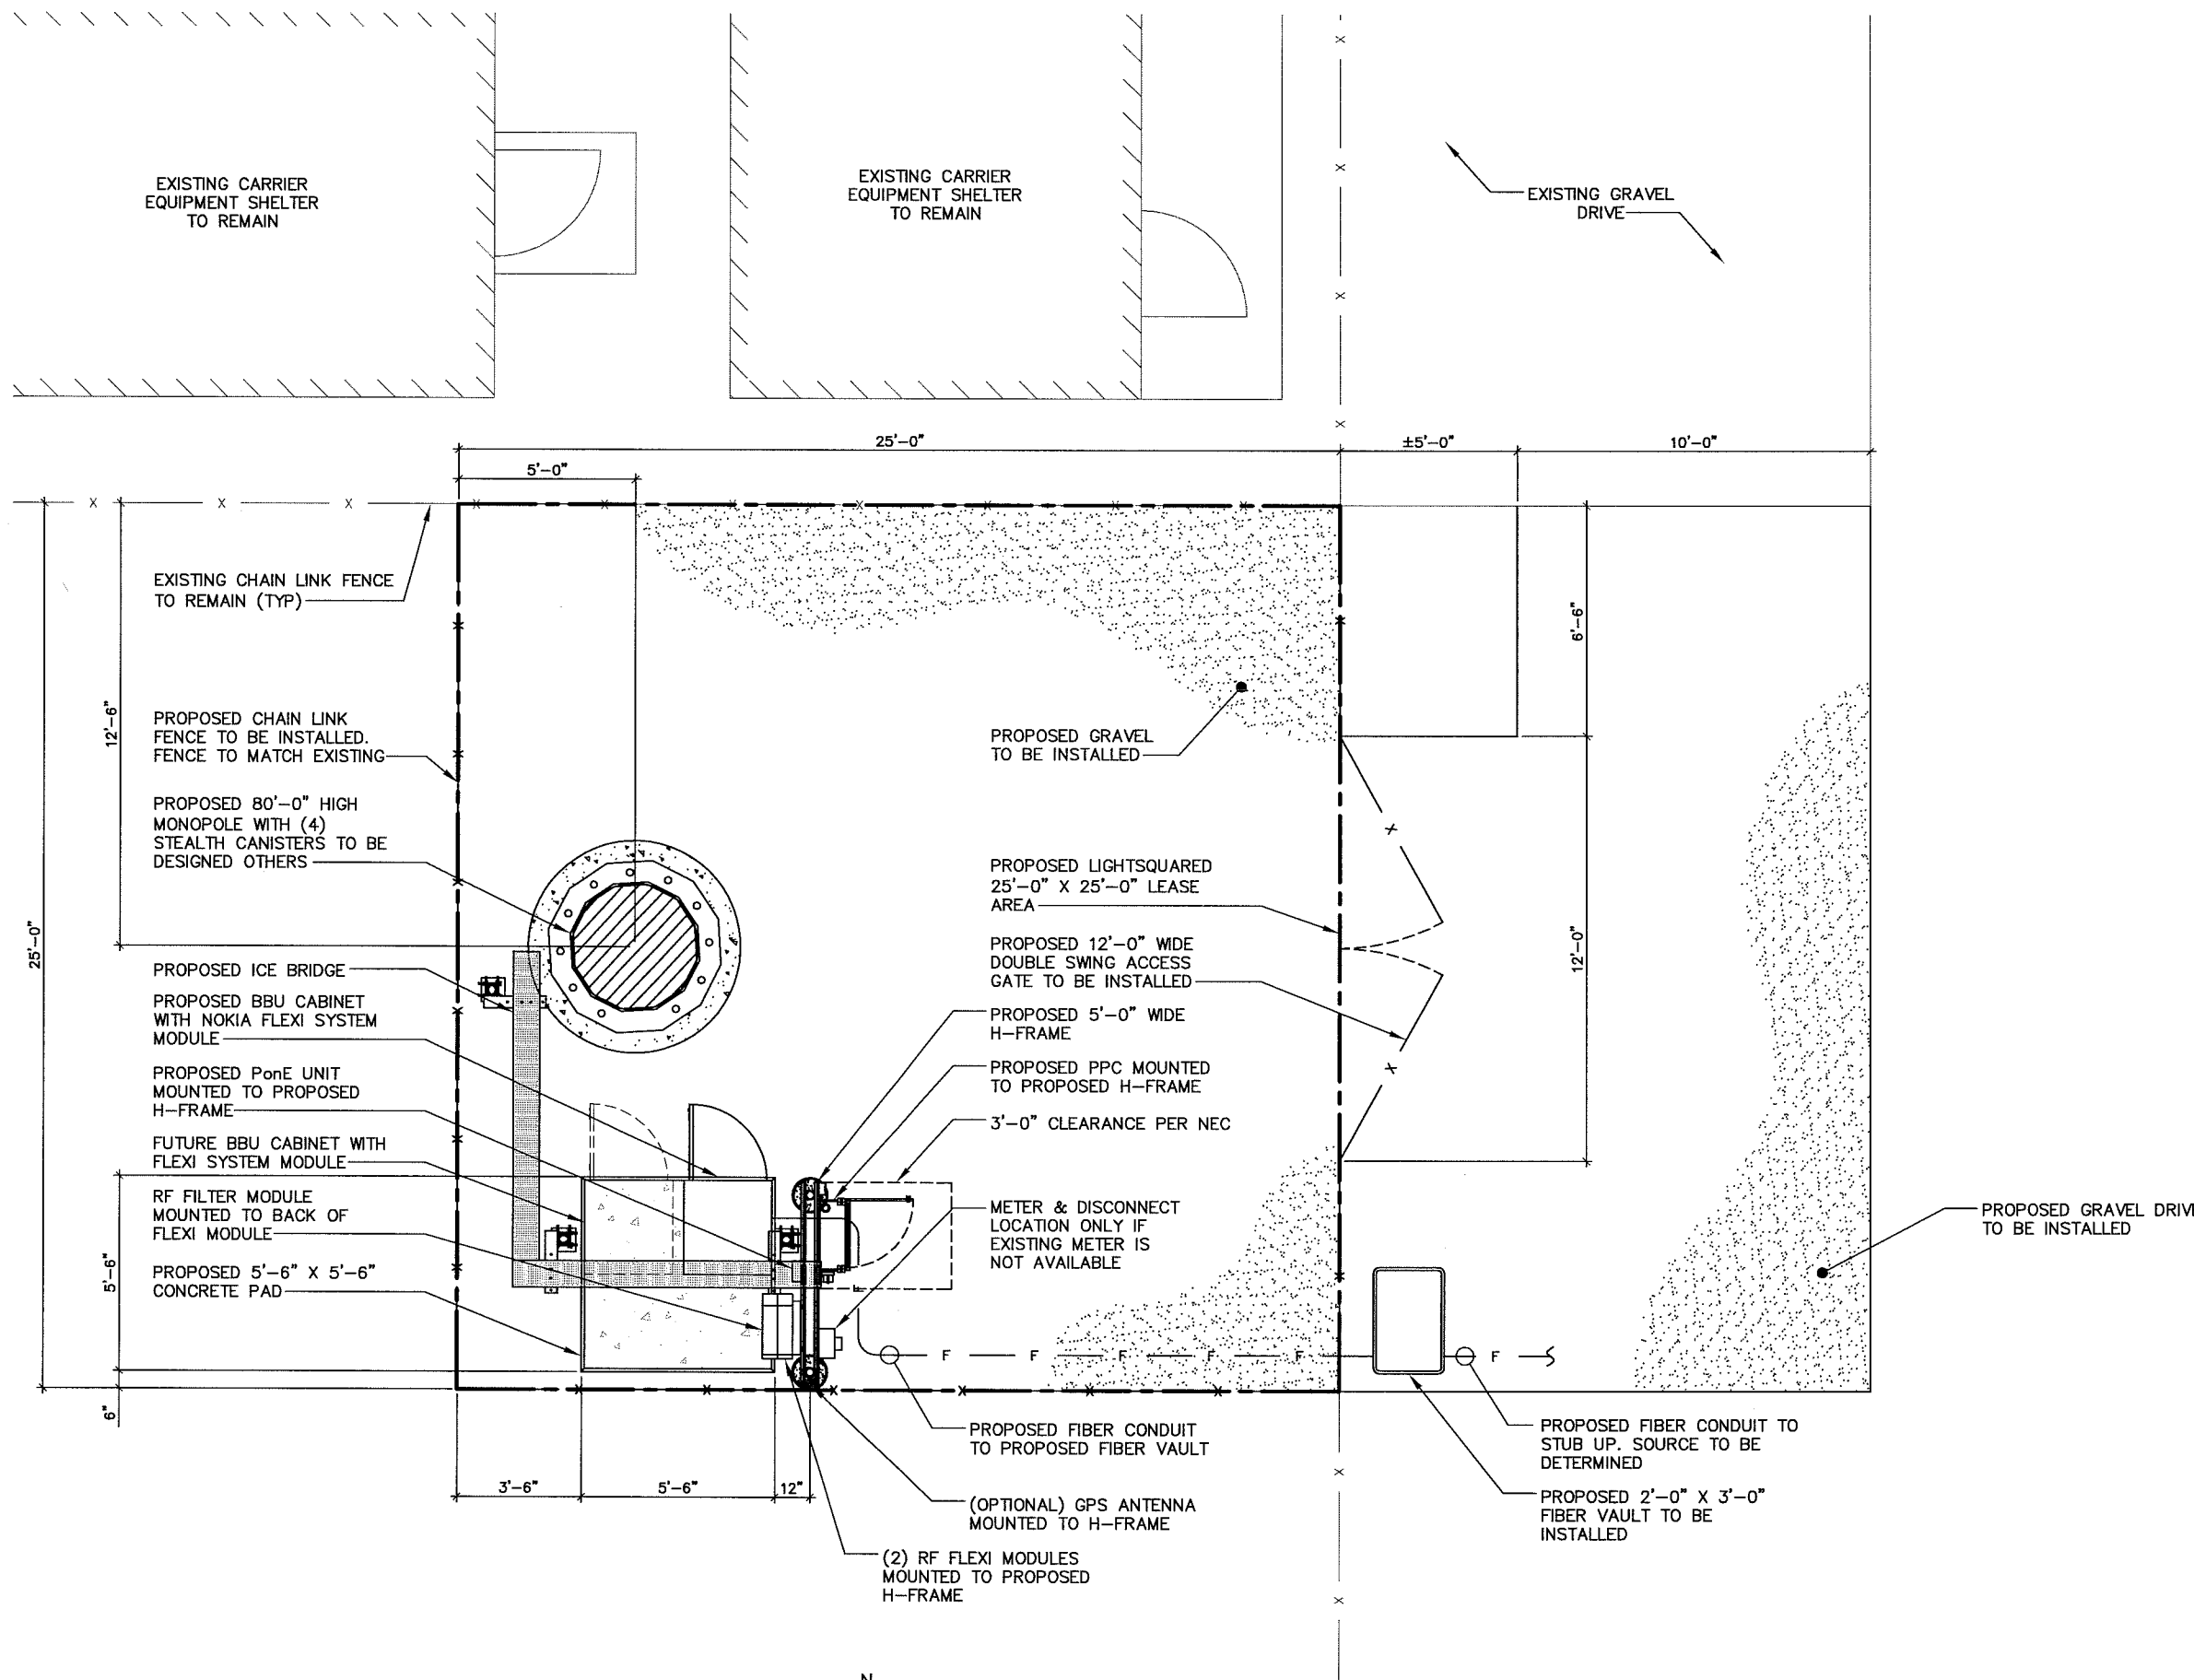 EXISTING CARRIER
EQUIPMENT SHELTER
TO REMAIN
EXISTING CARRIER
EQUIPMENT SHELTER
TO REMAIN
EXISTING GRAVEL
DRIVE
25'-0"
±5'-0"
10'-0"
5'-0"
EXISTING CHAIN LINK FENCE
TO REMAIN (TYP)
12'-6"
25'-0"
6'-6"
12'-0"
PROPOSED CHAIN LINK
FENCE TO BE INSTALLED.
FENCE TO MATCH EXISTING
PROPOSED GRAVEL
TO BE INSTALLED
PROPOSED 80'-0" HIGH
MONOPOLE WITH (4)
STEALTH CANISTERS TO BE
DESIGNED OTHERS
PROPOSED LIGHTSQUARED
25'-0" X 25'-0" LEASE
AREA
PROPOSED 12'-0" WIDE
DOUBLE SWING ACCESS
GATE TO BE INSTALLED
PROPOSED ICE BRIDGE
PROPOSED BBU CABINET
WITH NOKIA FLEXI SYSTEM
MODULE
PROPOSED 5'-0" WIDE
H-FRAME
PROPOSED PonE UNIT
MOUNTED TO PROPOSED
H-FRAME
PROPOSED PPC MOUNTED
TO PROPOSED H-FRAME
3'-0" CLEARANCE PER NEC
FUTURE BBU CABINET WITH
FLEXI SYSTEM MODULE
RF FILTER MODULE
MOUNTED TO BACK OF
FLEXI MODULE
METER & DISCONNECT
LOCATION ONLY IF
EXISTING METER IS
NOT AVAILABLE
PROPOSED GRAVEL DRIV
TO BE INSTALLED
PROPOSED 5'-6" X 5'-6"
CONCRETE PAD
5'-6"
6"
F F F F F F
PROPOSED FIBER CONDUIT
TO PROPOSED FIBER VAULT
PROPOSED FIBER CONDUIT TO
STUB UP. SOURCE TO BE
DETERMINED
3'-6"
5'-6"
12"
(OPTIONAL) GPS ANTENNA
MOUNTED TO H-FRAME
PROPOSED 2'-0" X 3'-0"
FIBER VAULT TO BE
INSTALLED
(2) RF FLEXI MODULES
MOUNTED TO PROPOSED
H-FRAME